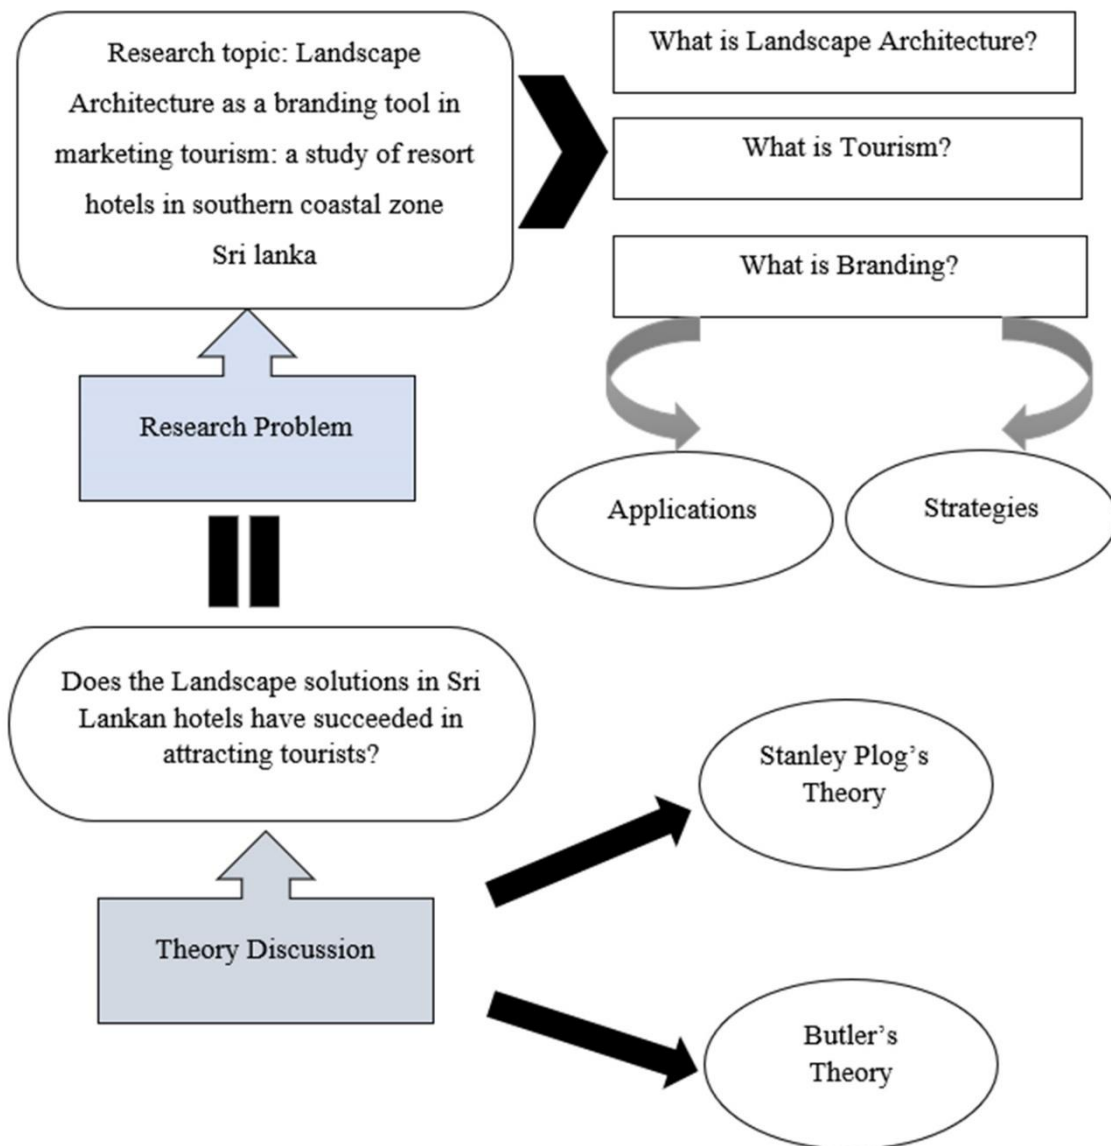 Research topic: Landscape
Architecture as a branding tool in
marketing tourism: a study of resort
hotels in southern coastal zone
Sri lanka
What is Landscape Architecture?
What is Tourism?
What is Branding?
Research Problem
Applications
Strategies
Does the Landscape solutions in Sri
Lankan hotels have succeeded in
attracting tourists?
Stanley Plog’s
Theory
Theory Discussion
Butler’s
Theory